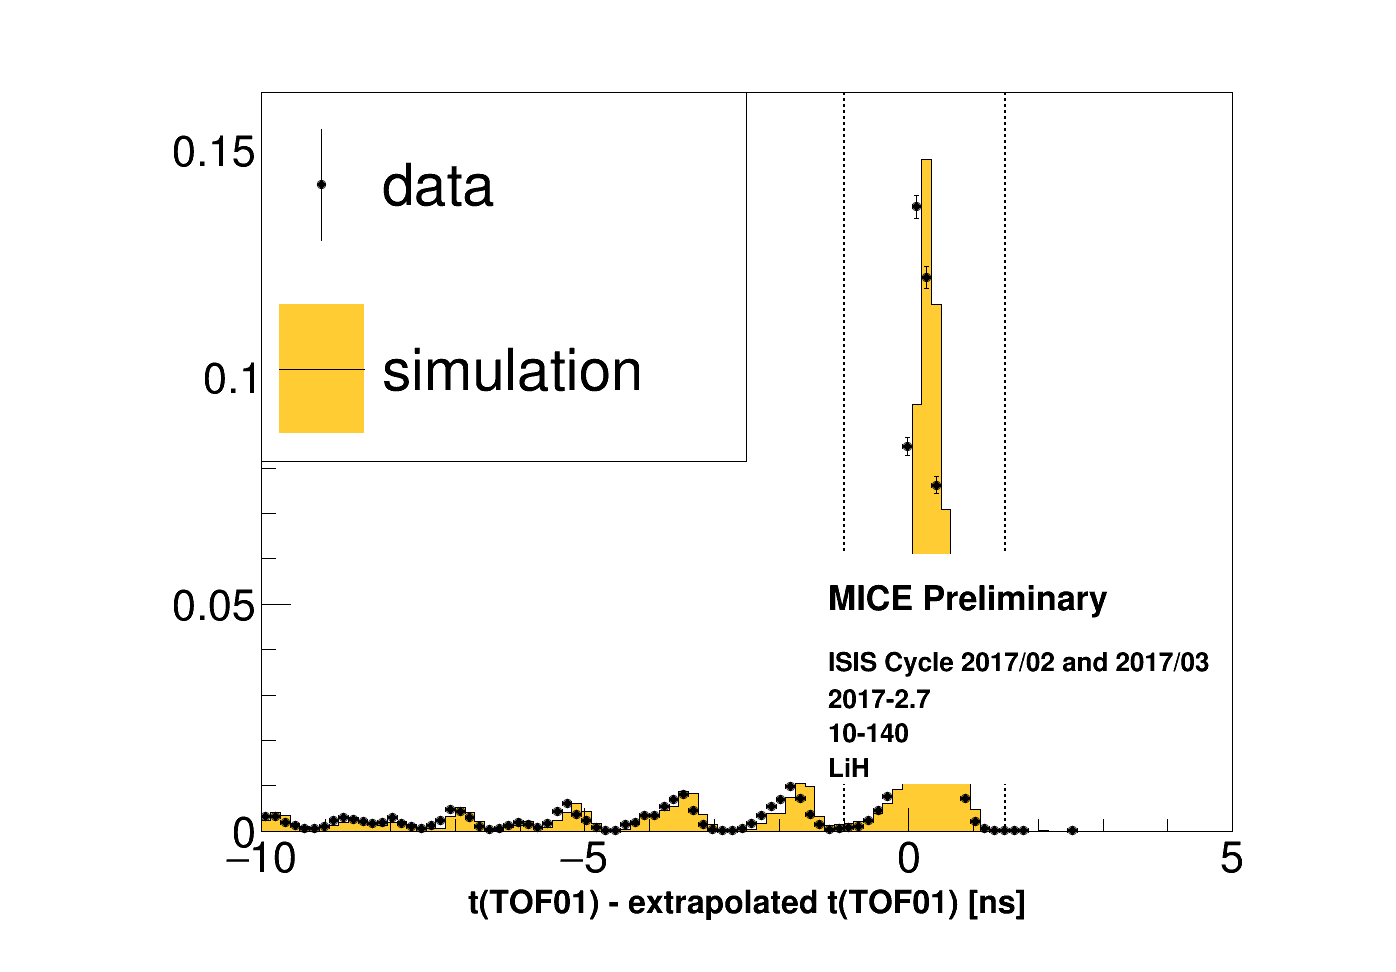 0.15
data
0.1
simulation
0.05
MICE Preliminary
ISIS Cycle 2017/02 and 2017/03
2017-2.7
10-140
LiH
0
−10 −5 0 5
t(TOF01) - extrapolated t(TOF01) [ns]